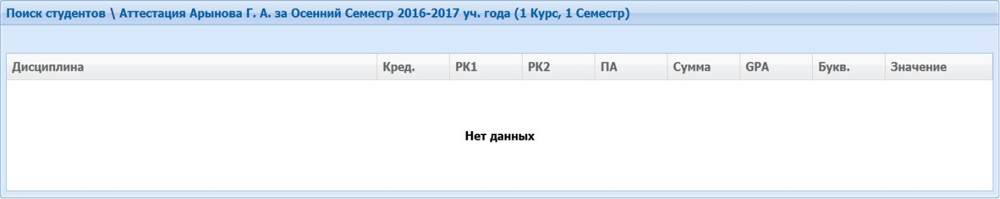 Поиск студентов \ Аттестация Арынова Г. А. за Осенний Семестр 2016-2017 уч. года (1 Курс, 1 Семестр)
Дисциплина Кред. РК1 РК2 ПА Сумма GPA Букв. Значение
Нет данных